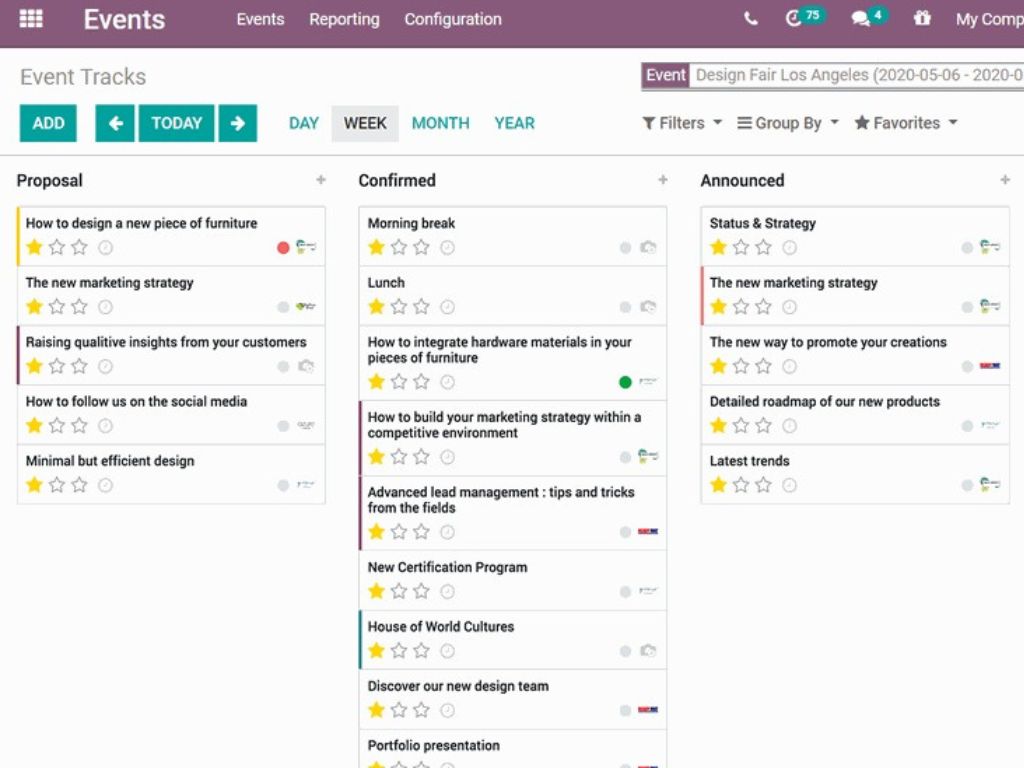 Events
Events Reporting Configuration
75
4
My Comp
Event Tracks
Event Design Fair Los Angeles (2020-05-06 - 2020-0
ADD TODAY DAY WEEK MONTH YEAR
Filters Group By Favorites
Proposal
How to design a new piece of furniture
The new marketing strategy
Raising qualitive insights from your customers
How to follow us on the social media
Minimal but efficient design
Confirmed
Morning break
Lunch
How to integrate hardware materials in your
pieces of furniture
How to build your marketing strategy within a
competitive environment
Advanced lead management : tips and tricks
from the fields
New Certification Program
House of World Cultures
Discover our new design team
Portfolio presentation
Announced
Status & Strategy
The new marketing strategy
The new way to promote your creations
Detailed roadmap of our new products
Latest trends